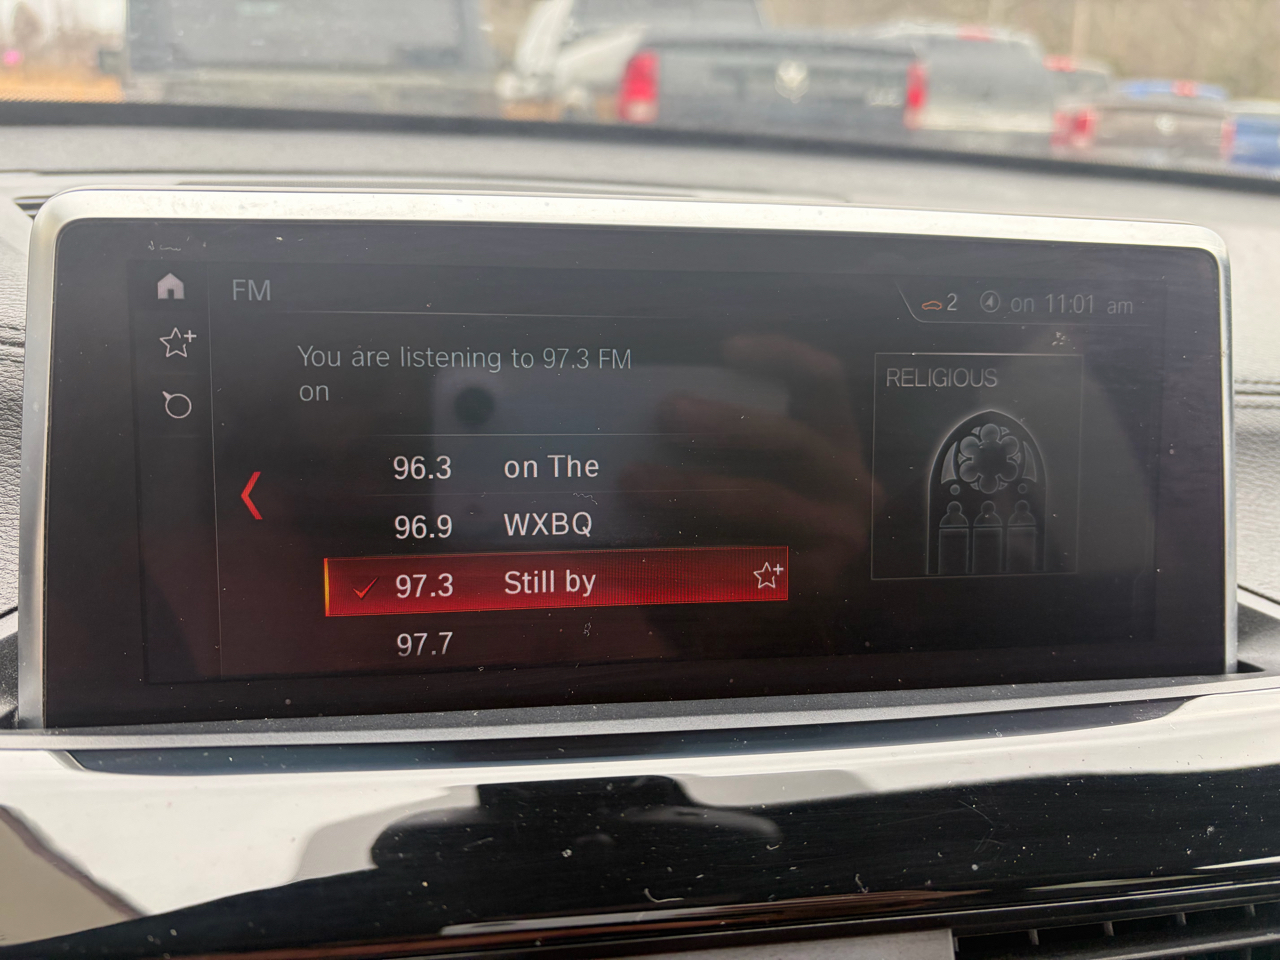 FM
2 on 11:01 am
You are listening to 97.3 FM
on
RELIGIOUS
96.3 on The
96.9 WXBQ
97.3 Still by
97.7